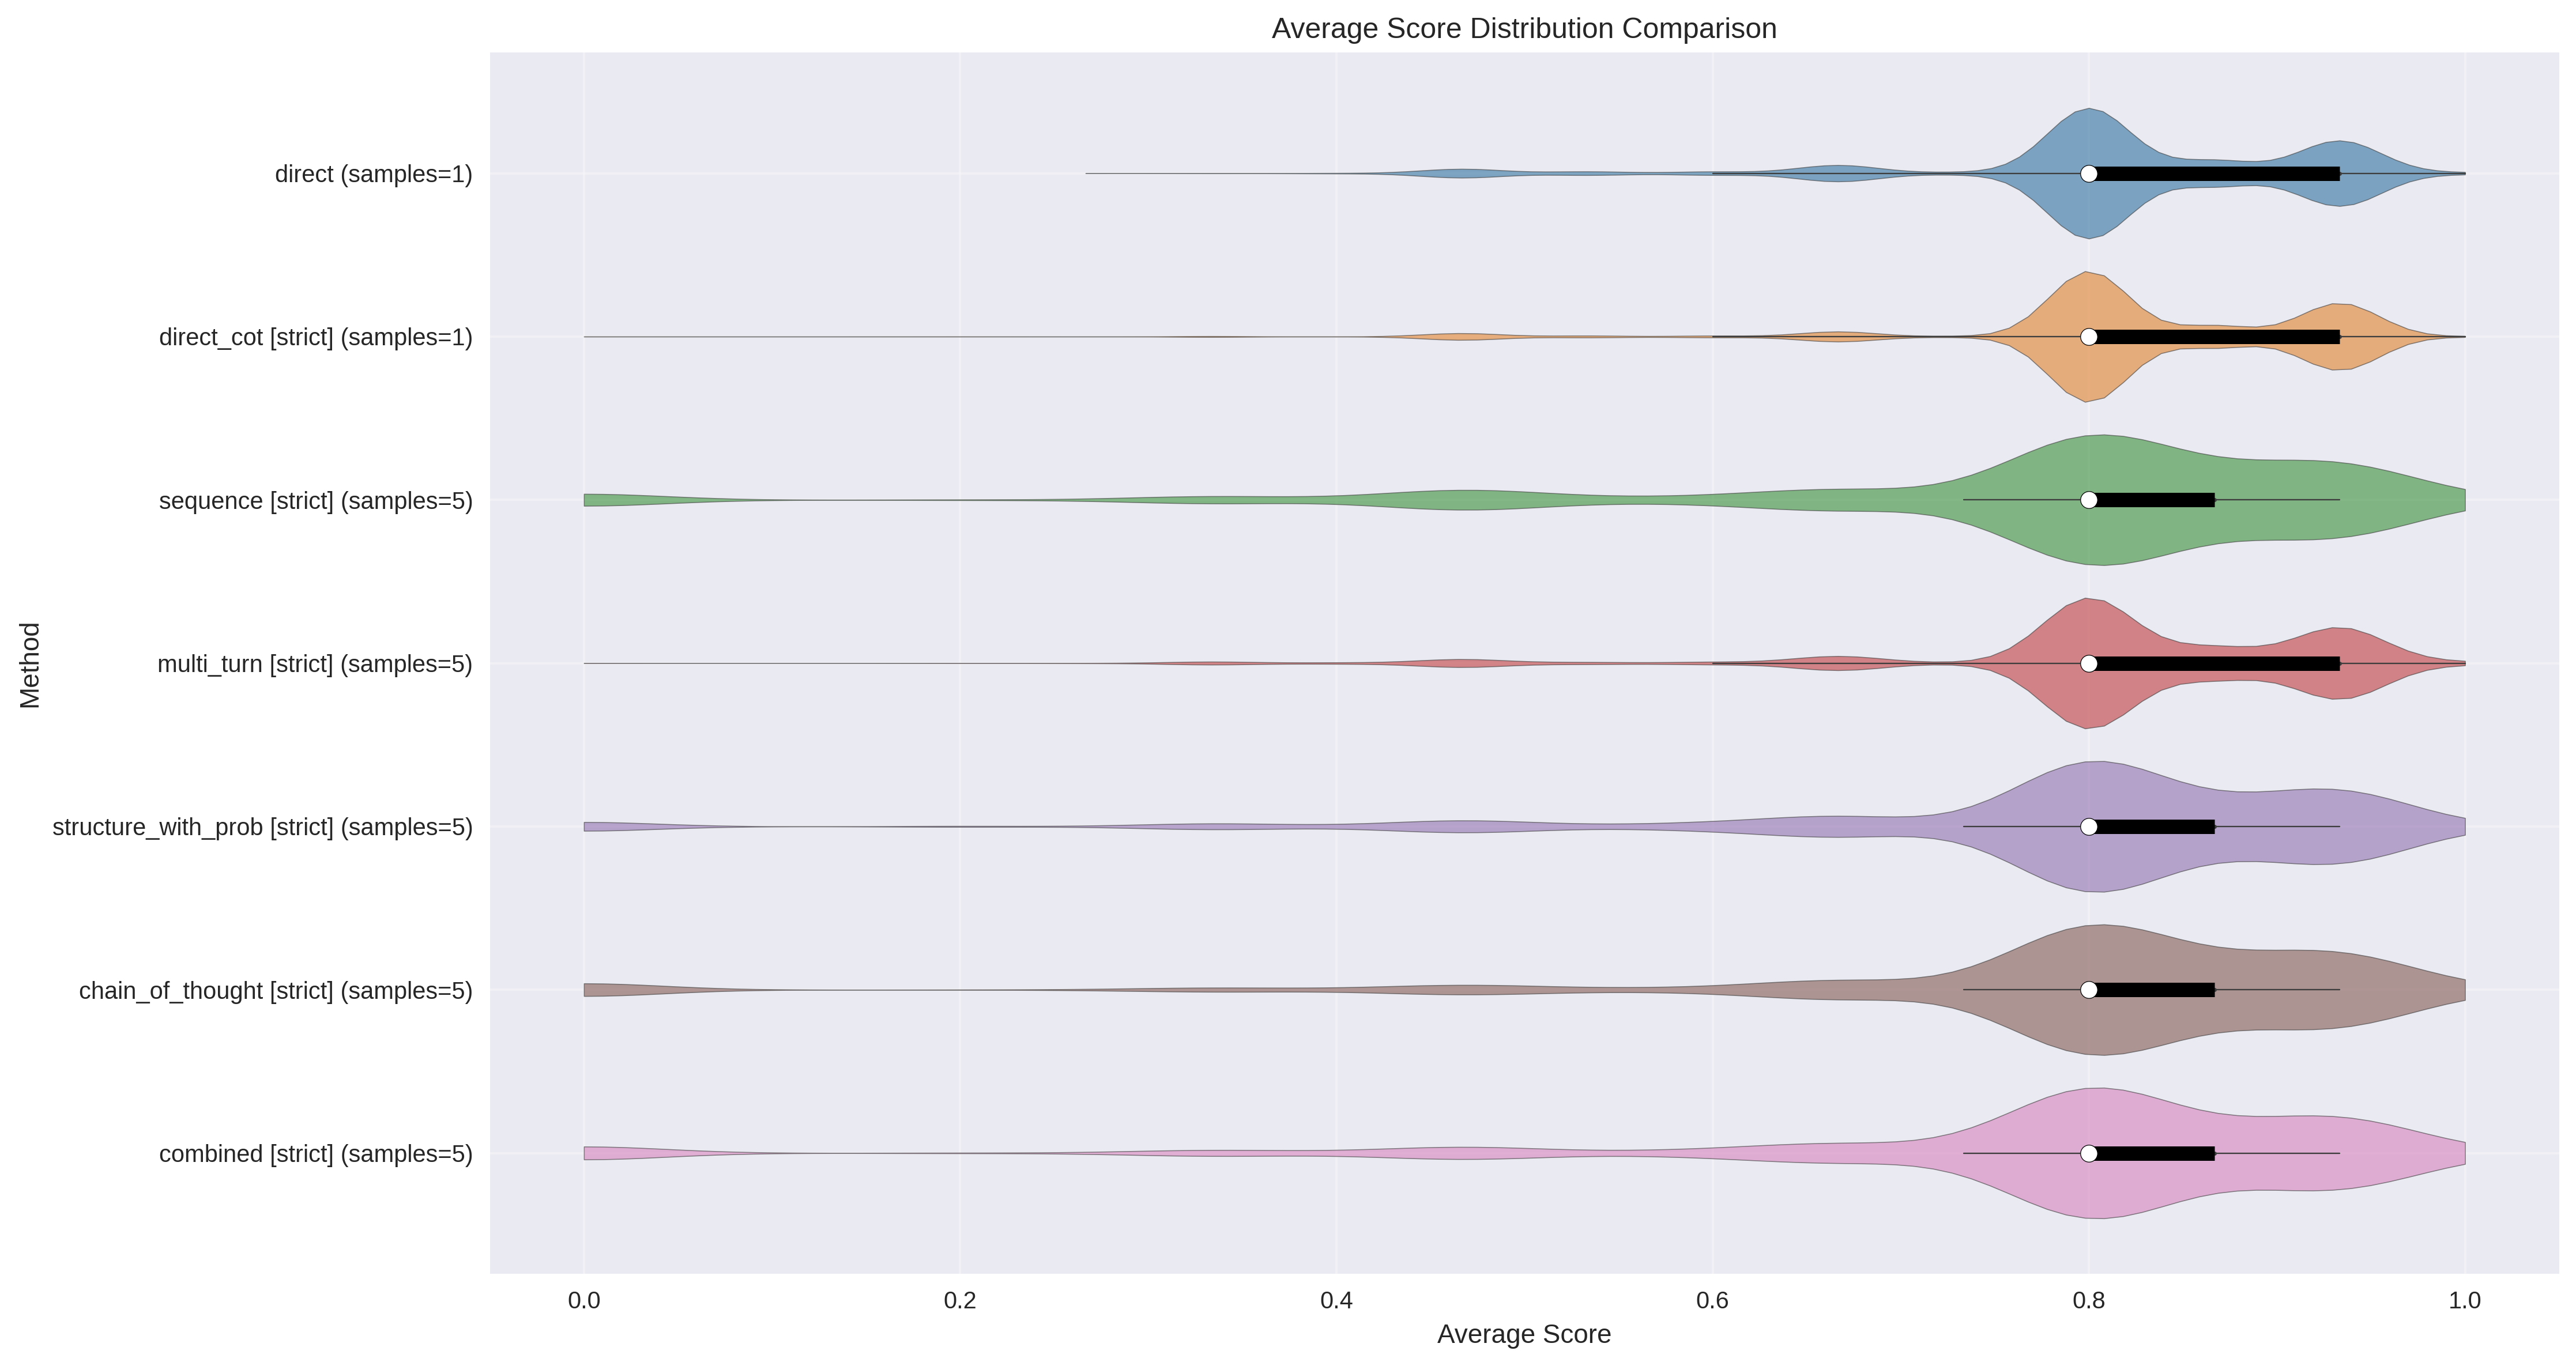 Average Score Distribution Comparison
Method
direct (samples=1)
direct_cot [strict] (samples=1)
sequence [strict] (samples=5)
multi_turn [strict] (samples=5)
structure_with_prob [strict] (samples=5)
chain_of_thought [strict] (samples=5)
combined [strict] (samples=5)
0.0 0.2 0.4 0.6 0.8 1.0
Average Score